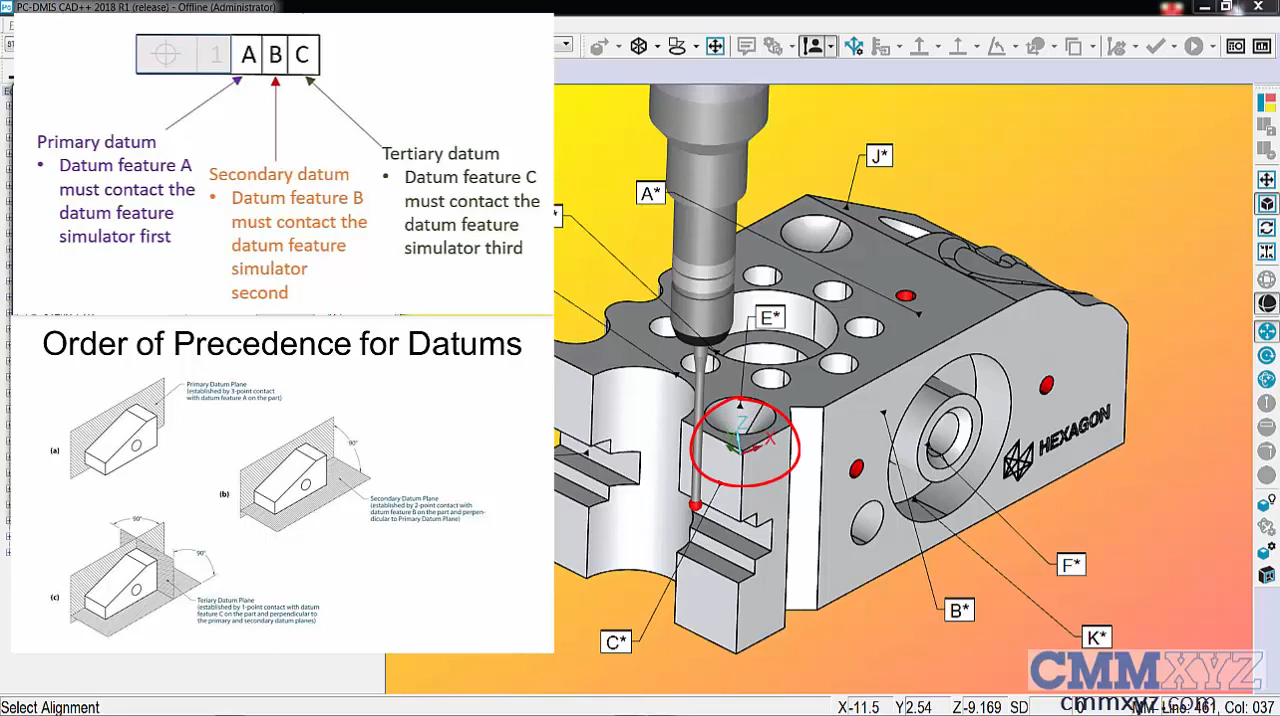 PC-DMIS CAD++ 2018 R1 (release) - Offline (Administrator)
1 A B C
Primary datum
• Datum feature A
must contact the
datum feature
simulator first
Secondary datum
• Datum feature B
must contact the
datum feature
simulator
second
Tertiary datum
• Datum feature C
must contact the
datum feature
simulator third
Order of Precedence for Datums
Primary Datum Plane
(established by 3-point contact
with datum feature A on the part)
(a)
90°
(b)
Secondary Datum Plane
(established by 2-point contact with
datum feature B on the part and perpen-
dicular to Primary Datum Plane)
90°
90°
(c)
Teriary Datum Plane
(established by 1-point contact with datum
feature C on the part and perpendicular to
the primary and secondary datum planes)
A*
J*
E*
Z
X
HEXAGON
F*
B*
K*
C*
CMMXYZ
cmmxyz.com
Select Alignment
X-11.5 Y2.54 Z-9.169 SD 0 MM Line: 461, Col: 037